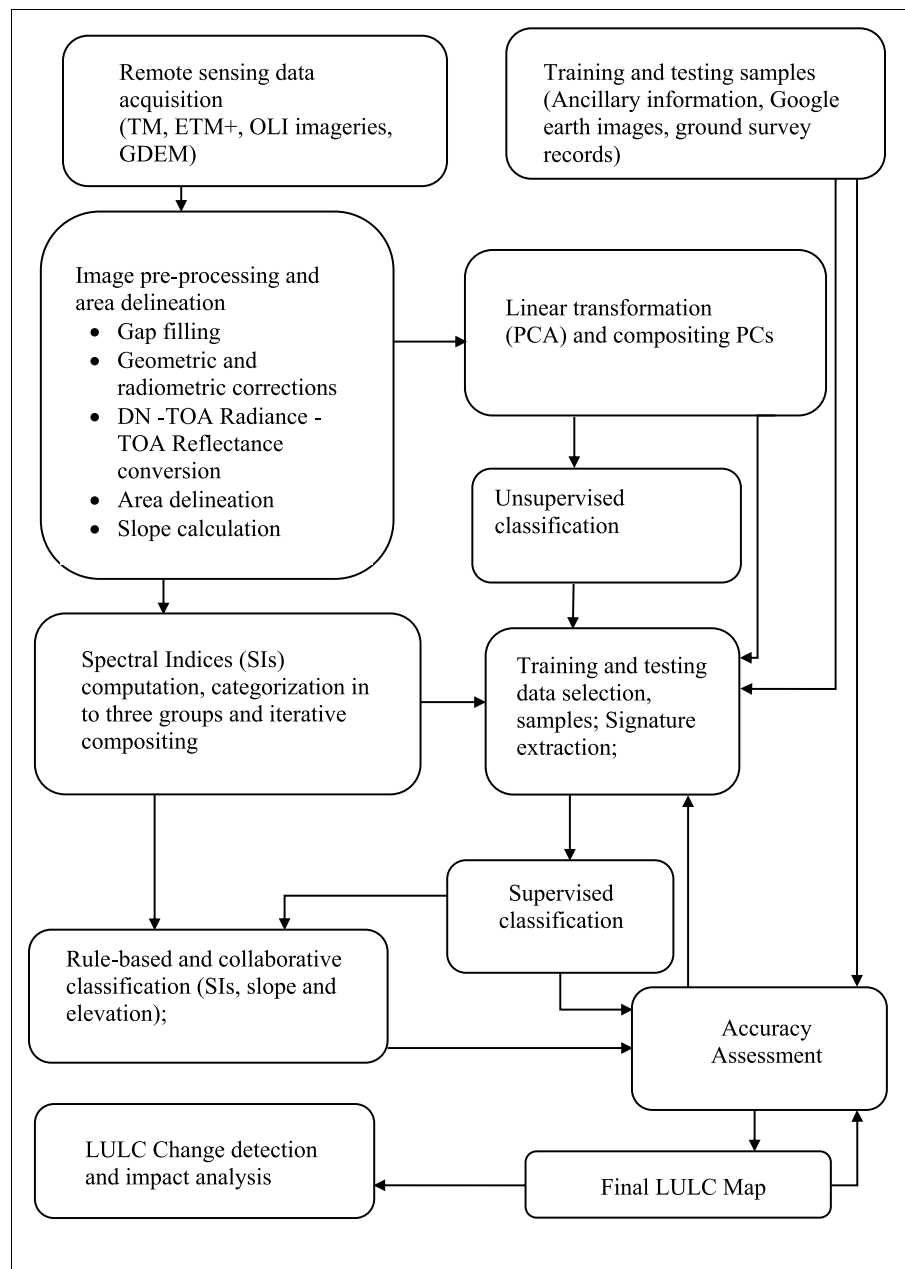 Remote sensing data
acquisition
(TM, ETM+, OLI imageries,
GDEM)
Training and testing samples
(Ancillary information, Google
earth images, ground survey
records)
Image pre-processing and
area delineation
• Gap filling
• Geometric and
radiometric corrections
• DN -TOA Radiance -
TOA Reflectance
conversion
• Area delineation
• Slope calculation
Linear transformation
(PCA) and compositing PCs
Unsupervised
classification
Spectral Indices (SIs)
computation, categorization in
to three groups and iterative
compositing
Training and testing
data selection,
samples; Signature
extraction;
Supervised
classification
Rule-based and collaborative
classification (SIs, slope and
elevation);
Accuracy
Assessment
LULC Change detection
and impact analysis
Final LULC Map